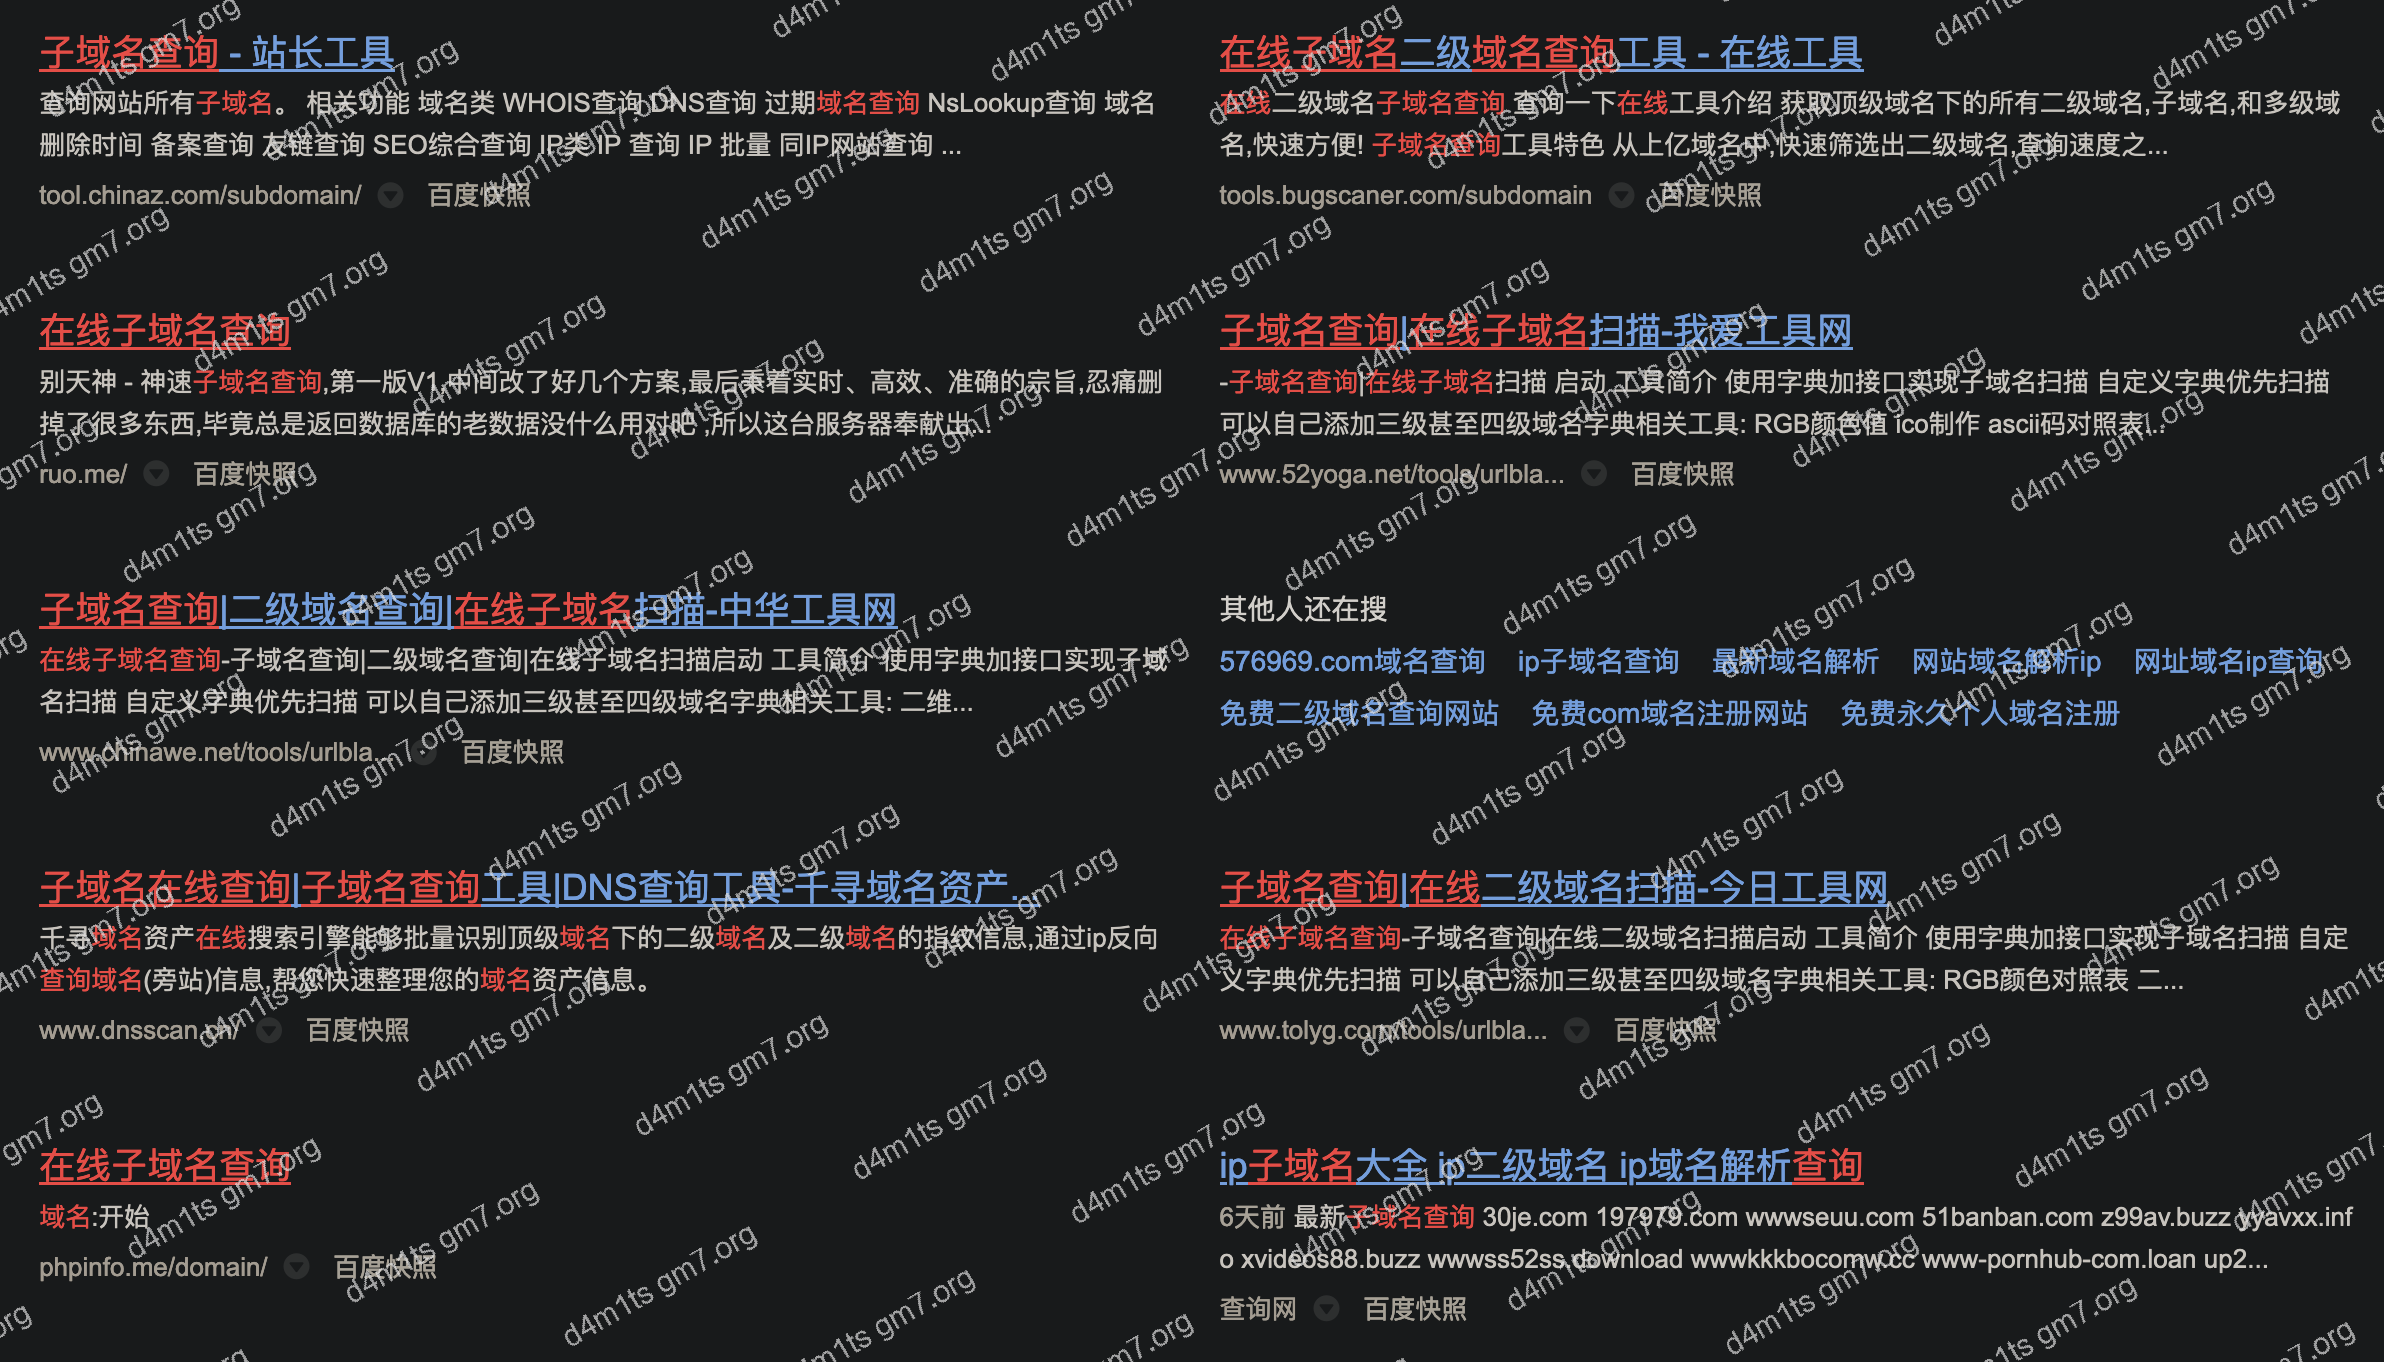 子域名查询 - 站长工具
查询网站所有子域名。 相关功能 域名类 WHOIS查询 DNS查询 过期域名查询 NsLookup查询 域名
删除时间 备案查询 友链查询 SEO综合查询 IP类 IP 查询 IP 批量 同IP网站查询 ...
tool.chinaz.com/subdomain/ 百度快照
在线子域名二级域名查询工具 - 在线工具
在线二级域名子域名查询 查询一下在线工具介绍 获取顶级域名下的所有二级域名,子域名,和多级域
名,快速方便! 子域名查询工具特色 从上亿域名中,快速筛选出二级域名,查询速度之...
tools.bugscaner.com/subdomain 百度快照
在线子域名查询
别天神 - 神速子域名查询,第一版V1,中间改了好几个方案,最后秉着实时、高效、准确的宗旨,忍痛删
掉了很多东西,毕竟总是返回数据库的老数据没什么用对吧 ,所以这台服务器奉献出...
ruo.me/ 百度快照
子域名查询|在线子域名扫描-我爱工具网
-子域名查询|在线子域名扫描 启动 工具简介 使用字典加接口实现子域名扫描 自定义字典优先扫描
可以自己添加三级甚至四级域名字典相关工具: RGB颜色值 ico制作 ascii码对照表...
www.52yoga.net/tools/urlbla... 百度快照
子域名查询|二级域名查询|在线子域名扫描-中华工具网
在线子域名查询-子域名查询|二级域名查询|在线子域名扫描启动 工具简介 使用字典加接口实现子域
名扫描 自定义字典优先扫描 可以自己添加三级甚至四级域名字典相关工具: 二维...
www.chinawe.net/tools/urlbla... 百度快照
其他人还在搜
576969.com域名查询 ip子域名查询 最新域名解析 网站域名解析ip 网址域名ip查询
免费二级域名查询网站 免费com域名注册网站 免费永久个人域名注册
子域名在线查询|子域名查询工具|DNS查询工具-千寻域名资产...
千寻域名资产在线搜索引擎能够批量识别顶级域名下的二级域名及二级域名的指纹信息,通过ip反向
查询域名(旁站)信息,帮您快速整理您的域名资产信息。
www.dnsscan.cn/ 百度快照
子域名查询|在线二级域名扫描-今日工具网
在线子域名查询-子域名查询|在线二级域名扫描启动 工具简介 使用字典加接口实现子域名扫描 自定
义字典优先扫描 可以自己添加三级甚至四级域名字典相关工具: RGB颜色对照表 二...
www.tolyg.com/tools/urlbla... 百度快照
在线子域名查询
域名:开始
phpinfo.me/domain/ 百度快照
ip子域名大全 ip二级域名 ip域名解析查询
6天前 最新子域名查询 30je.com 197979.com wwwseuu.com 51banban.com z99av.buzz yyavxx.inf
o xvideos88.buzz wwwss52ss.download wwwkkkbocomw.cc www-pornhub-com.loan up2...
查询网 百度快照
d4m1ts gm7.org